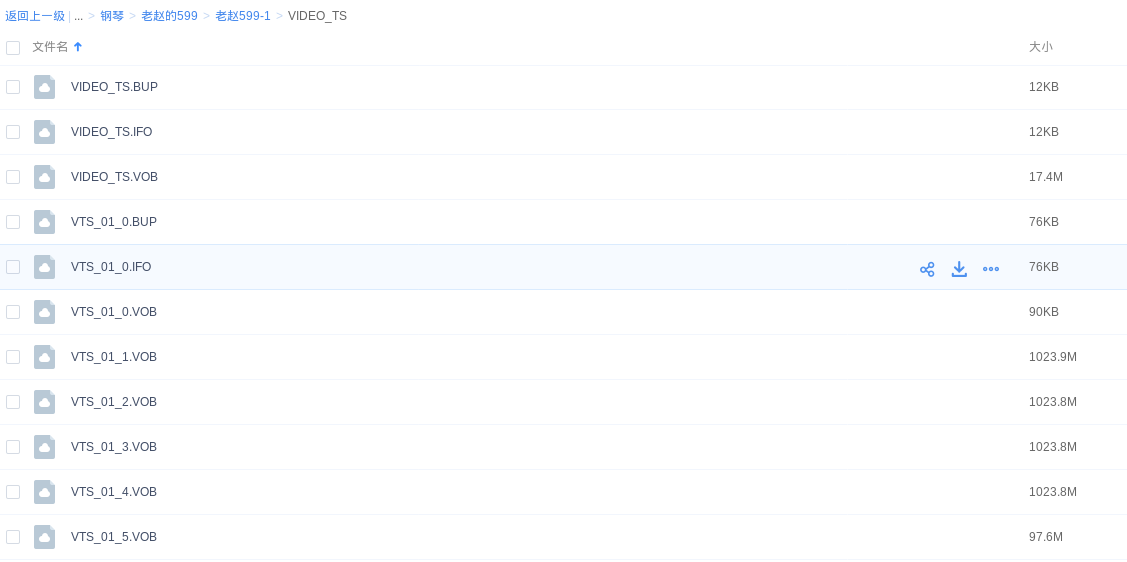 返回上一级 | ... > 钢琴 > 老赵的599 > 老赵599-1 > VIDEO_TS
文件名 大小
VIDEO_TS.BUP 12KB
VIDEO_TS.IFO 12KB
VIDEO_TS.VOB 17.4M
VTS_01_0.BUP 76KB
VTS_01_0.IFO 76KB
VTS_01_0.VOB 90KB
VTS_01_1.VOB 1023.9M
VTS_01_2.VOB 1023.8M
VTS_01_3.VOB 1023.8M
VTS_01_4.VOB 1023.8M
VTS_01_5.VOB 97.6M